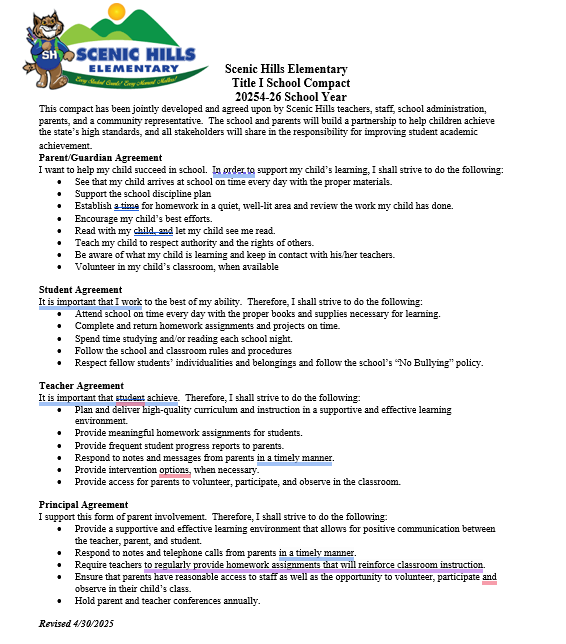 SH
SCENIC HILLS
ELEMENTARY
Every Student Counts! Every Moment Matters!
Scenic Hills Elementary
Title I School Compact
20254-26 School Year
This compact has been jointly developed and agreed upon by Scenic Hills teachers, staff, school administration,
parents, and a community representative. The school and parents will build a partnership to help children achieve
the state's high standards, and all stakeholders will share in the responsibility for improving student academic
achievement.
Parent/Guardian Agreement
I want to help my child succeed in school. In order to support my child's learning, I shall strive to do the following:
• See that my child arrives at school on time every day with the proper materials.
• Support the school discipline plan
• Establish a time for homework in a quiet, well-lit area and review the work my child has done.
• Encourage my child's best efforts.
• Read with my child, and let my child see me read.
• Teach my child to respect authority and the rights of others.
• Be aware of what my child is learning and keep in contact with his/her teachers.
• Volunteer in my child's classroom, when available
Student Agreement
It is important that I work to the best of my ability. Therefore, I shall strive to do the following:
• Attend school on time every day with the proper books and supplies necessary for learning.
• Complete and return homework assignments and projects on time.
• Spend time studying and/or reading each school night.
• Follow the school and classroom rules and procedures
• Respect fellow students' individualities and belongings and follow the school's “No Bullying” policy.
Teacher Agreement
It is important that student achieve. Therefore, I shall strive to do the following:
• Plan and deliver high-quality curriculum and instruction in a supportive and effective learning
environment.
• Provide meaningful homework assignments for students.
• Provide frequent student progress reports to parents.
• Respond to notes and messages from parents in a timely manner.
• Provide intervention options, when necessary.
• Provide access for parents to volunteer, participate, and observe in the classroom.
Principal Agreement
I support this form of parent involvement. Therefore, I shall strive to do the following:
• Provide a supportive and effective learning environment that allows for positive communication between
the teacher, parent, and student.
• Respond to notes and telephone calls from parents in a timely manner.
• Require teachers to regularly provide homework assignments that will reinforce classroom instruction.
• Ensure that parents have reasonable access to staff as well as the opportunity to volunteer, participate and
observe in their child's class.
• Hold parent and teacher conferences annually.
Revised 4/30/2025